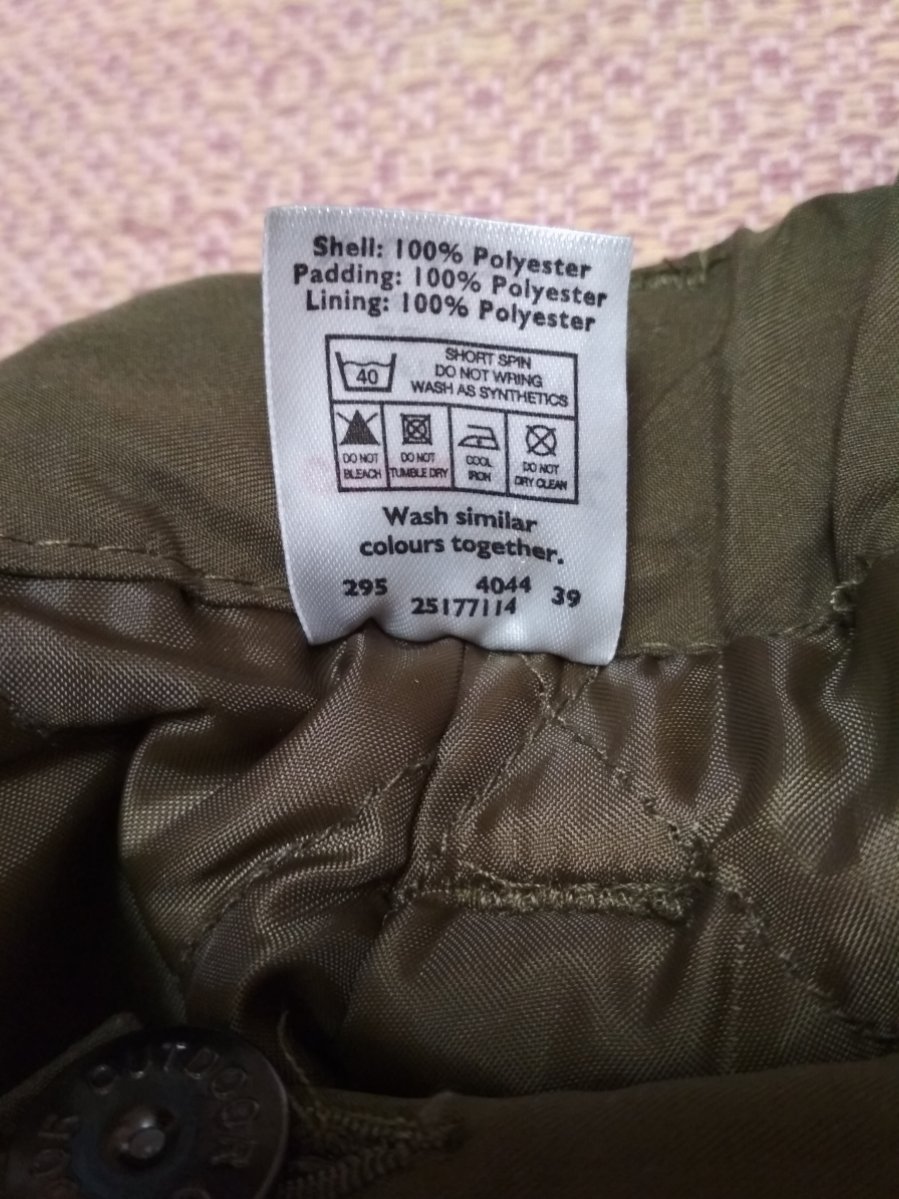 Shell: 100% Polyester
Padding: 100% Polyester
Lining: 100% Polyester
40
SHORT SPIN
DO NOT WRING
WASH AS SYNTHETICS
DO NOT
BLEACH
DO NOT
TUMBLE DRY
COOL
IRON
DO NOT
DRY CLEAN
Wash similar
colours together.
295 4044 39
25177114
OUTDOOR